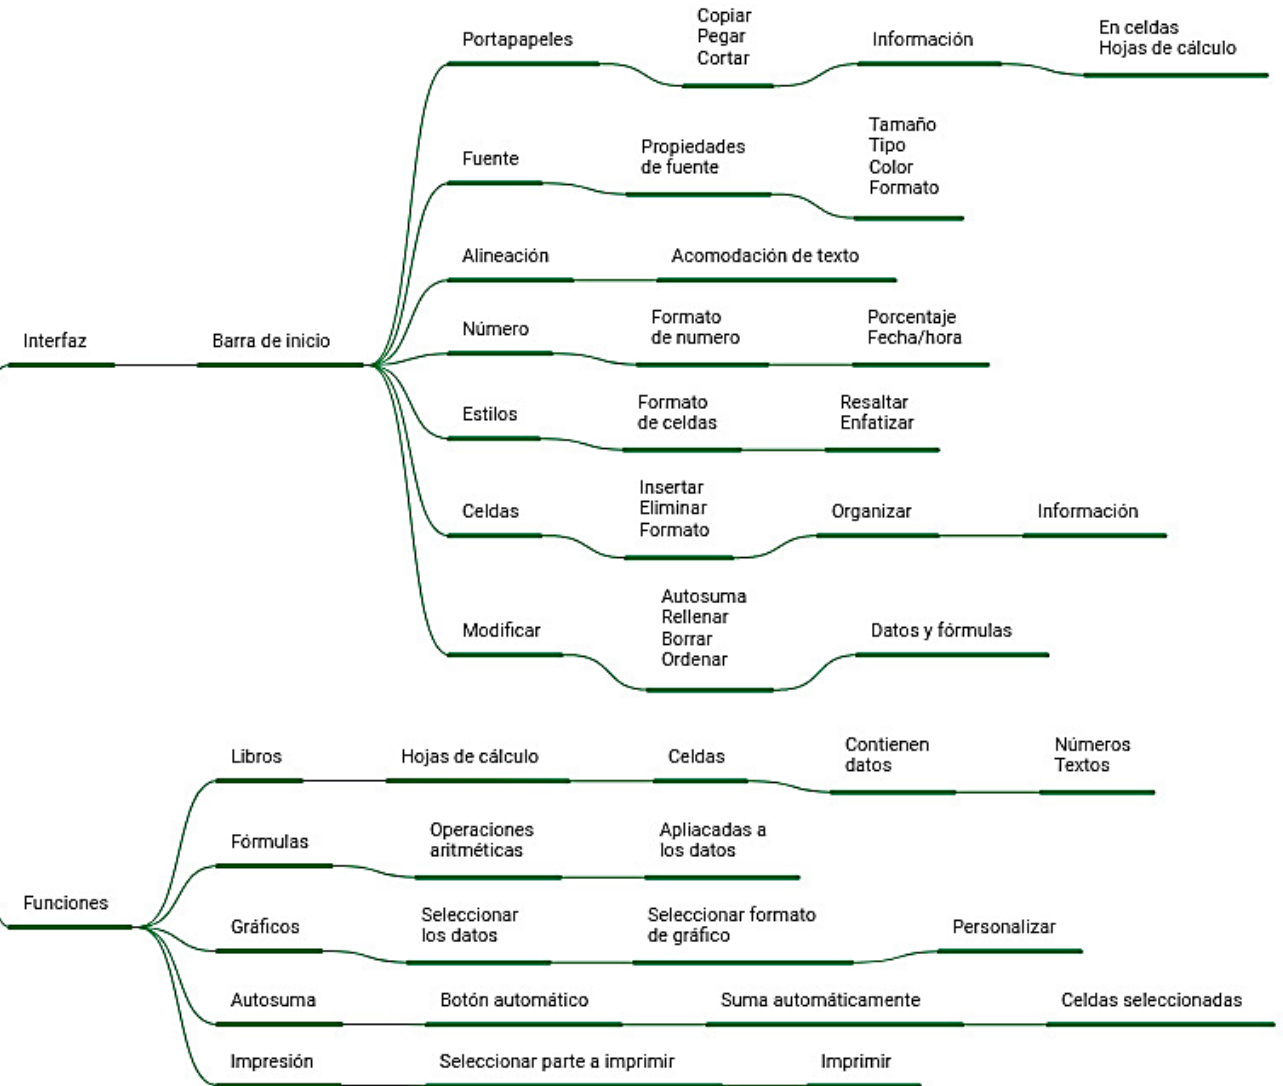 Portapapeles
Copiar
Pegar
Cortar
Información
En celdas
Hojas de cálculo
Fuente
Propiedades
de fuente
Tamaño
Tipo
Color
Formato
Alineación
Acomodación de texto
Interfaz
Barra de inicio
Número
Formato
de numero
Porcentaje
Fecha/hora
Estilos
Formato
de celdas
Resaltar
Enfatizar
Celdas
Insertar
Eliminar
Formato
Organizar
Información
Modificar
Autosuma
Rellenar
Borrar
Ordenar
Datos y fórmulas
Funciones
Libros
Hojas de cálculo
Celdas
Contienen
datos
Números
Textos
Fórmulas
Operaciones
aritméticas
Apliacadas a
los datos
Gráficos
Seleccionar
los datos
Seleccionar formato
de gráfico
Personalizar
Autosuma
Botón automático
Suma automáticamente
Celdas seleccionadas
Impresión
Seleccionar parte a imprimir
Imprimir